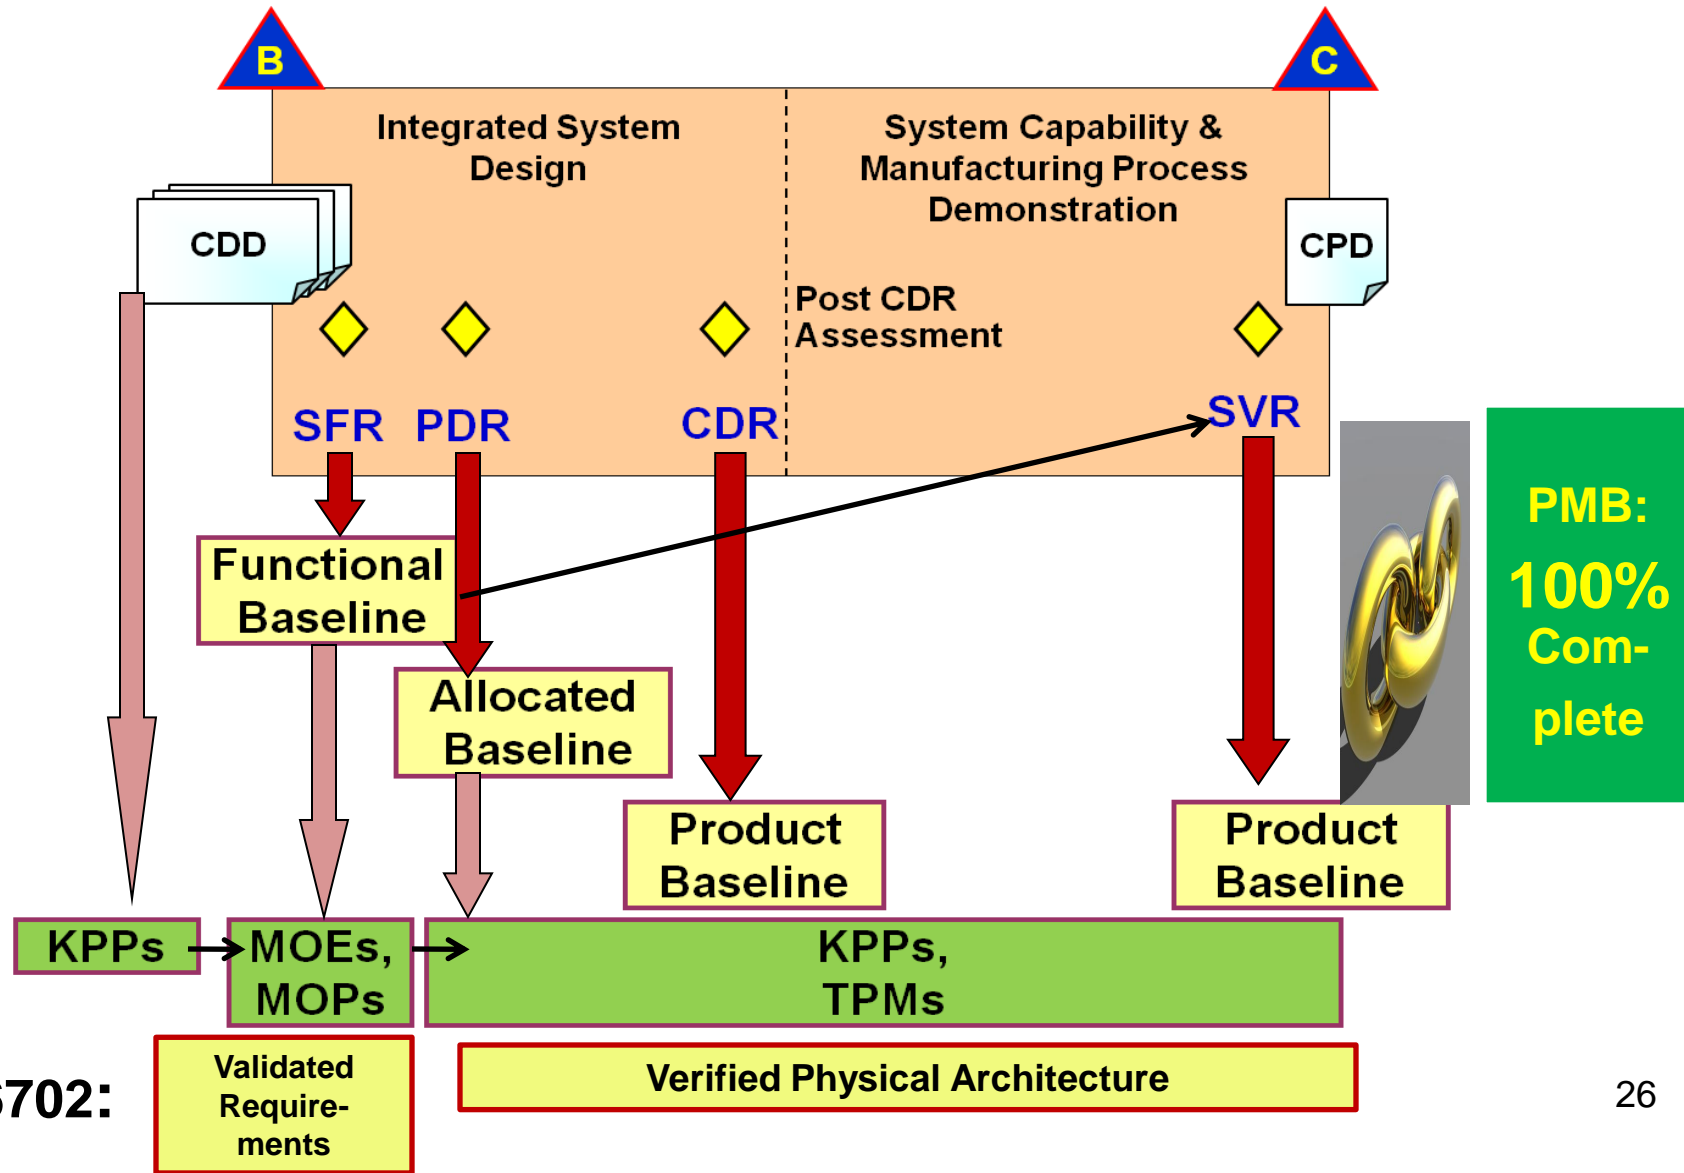 B
C
Integrated System
Design
System Capability &
Manufacturing Process
Demonstration
CDD
CPD
Post CDR
Assessment
SFR
PDR
CDR
SVR
PMB:
100%
Com-
plete
Functional
Baseline
Allocated
Baseline
Product
Baseline
Product
Baseline
KPPs
MOEs,
MOPs
KPPs,
TPMs
6702:
Validated
Require-
ments
Verified Physical Architecture
26